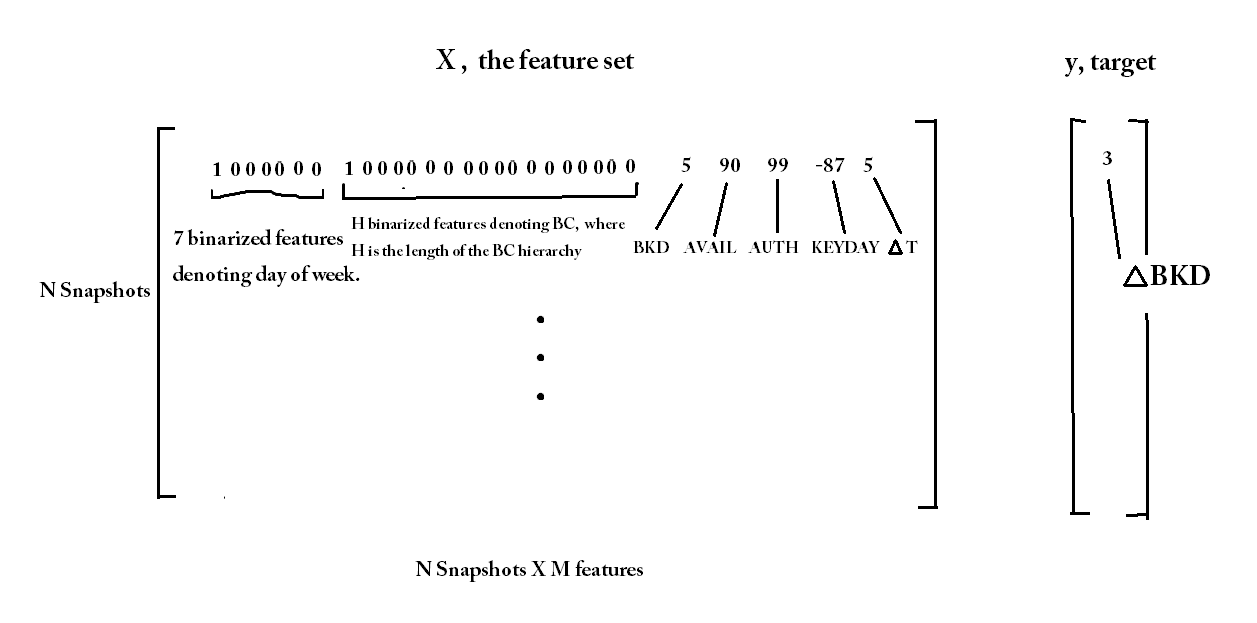 X, the feature set
y, target
1 0 0 0 0 0 0 1 0 0 0 0 0 0 0 0 0 0 0 0 0 0 0 0 0 5 90 99 -87 5
3
7 binarized features
denoting day of week.
H binarized features denoting BC, where
H is the length of the BC hierarchy
BKD AVAIL AUTH KEYDAY △T
△BKD
N Snapshots
N Snapshots X M features